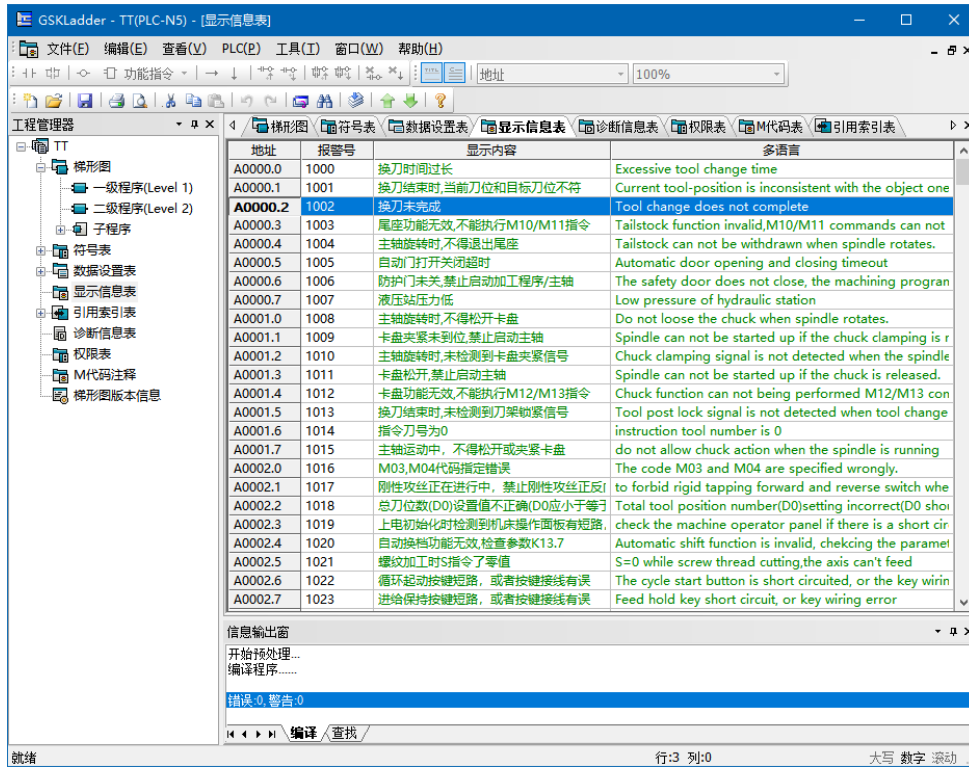 GSKLadder - TT(PLC-N5) - [显示信息表]
文件(F) 编辑(E) 查看(V) PLC(P) 工具(T) 窗口(W) 帮助(H)
功能指令 地址 100%
工程管理器
TT
梯形图
一级程序(Level 1)
二级程序(Level 2)
子程序
符号表
数据设置表
显示信息表
引用索引表
诊断信息表
权限表
M代码注释
梯形图版本信息
梯形图 符号表 数据设置表 显示信息表 诊断信息表 权限表 M代码表 引用索引表
地址 报警号 显示内容 多语言
A0000.0 1000 换刀时间过长 Excessive tool change time
A0000.1 1001 换刀结束时,当前刀位和目标刀位不符 Current tool-position is inconsistent with the object one
A0000.2 1002 换刀未完成 Tool change does not complete
A0000.3 1003 尾座功能无效,不能执行M10/M11指令 Tailstock function invalid,M10/M11 commands can not
A0000.4 1004 主轴旋转时,不得退出尾座 Tailstock can not be withdrawn when spindle rotates.
A0000.5 1005 自动门打开关闭超时 Automatic door opening and closing timeout
A0000.6 1006 防护门未关,禁止启动加工程序/主轴 The safety door does not close, the machining progran
A0000.7 1007 液压站压力低 Low pressure of hydraulic station
A0001.0 1008 主轴旋转时,不得松开卡盘 Do not loose the chuck when spindle rotates.
A0001.1 1009 卡盘夹紧未到位,禁止启动主轴 Spindle can not be started up if the chuck clamping is r
A0001.2 1010 主轴旋转时,未检测到卡盘夹紧信号 Chuck clamping signal is not detected when the spindle
A0001.3 1011 卡盘松开,禁止启动主轴 Spindle can not be started up if the chuck is released.
A0001.4 1012 卡盘功能无效,不能执行M12/M13指令 Chuck function can not being performed M12/M13 con
A0001.5 1013 换刀结束时,未检测到刀架锁紧信号 Tool post lock signal is not detected when tool change
A0001.6 1014 指令刀号为0 instruction tool number is 0
A0001.7 1015 主轴运动中，不得松开或夹紧卡盘 do not allow chuck action when the spindle is running
A0002.0 1016 M03,M04代码指定错误 The code M03 and M04 are specified wrongly.
A0002.1 1017 刚性攻丝正在进行中，禁止刚性攻丝正反 to forbid rigid tapping forward and reverse switch whe
A0002.2 1018 总刀位数(D0)设置值不正确(D0应小于等于 Total tool position number(D0)setting incorrect(D0 shou
A0002.3 1019 上电初始化时检测到机床操作面板有短路, check the machine operator panel if there is a short cir
A0002.4 1020 自动换档功能无效,检查参数K13.7 Automatic shift function is invalid, chekcing the paramet
A0002.5 1021 螺纹加工时S指令了零值 S=0 while screw thread cutting,the axis can't feed
A0002.6 1022 循环起动按键短路，或者按键接线有误 The cycle start button is short circuited, or the key wirin
A0002.7 1023 进给保持按键短路，或者按键接线有误 Feed hold key short circuit, or key wiring error
信息输出窗
开始预处理...
编译程序......
错误:0, 警告:0
编译 查找
就绪 行:3 列:0 大写 数字 滚动